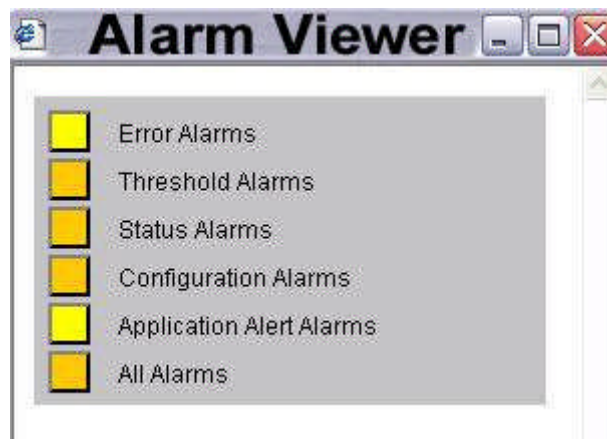 Alarm Viewer
Error Alarms
Threshold Alarms
Status Alarms
Configuration Alarms
Application Alert Alarms
All Alarms